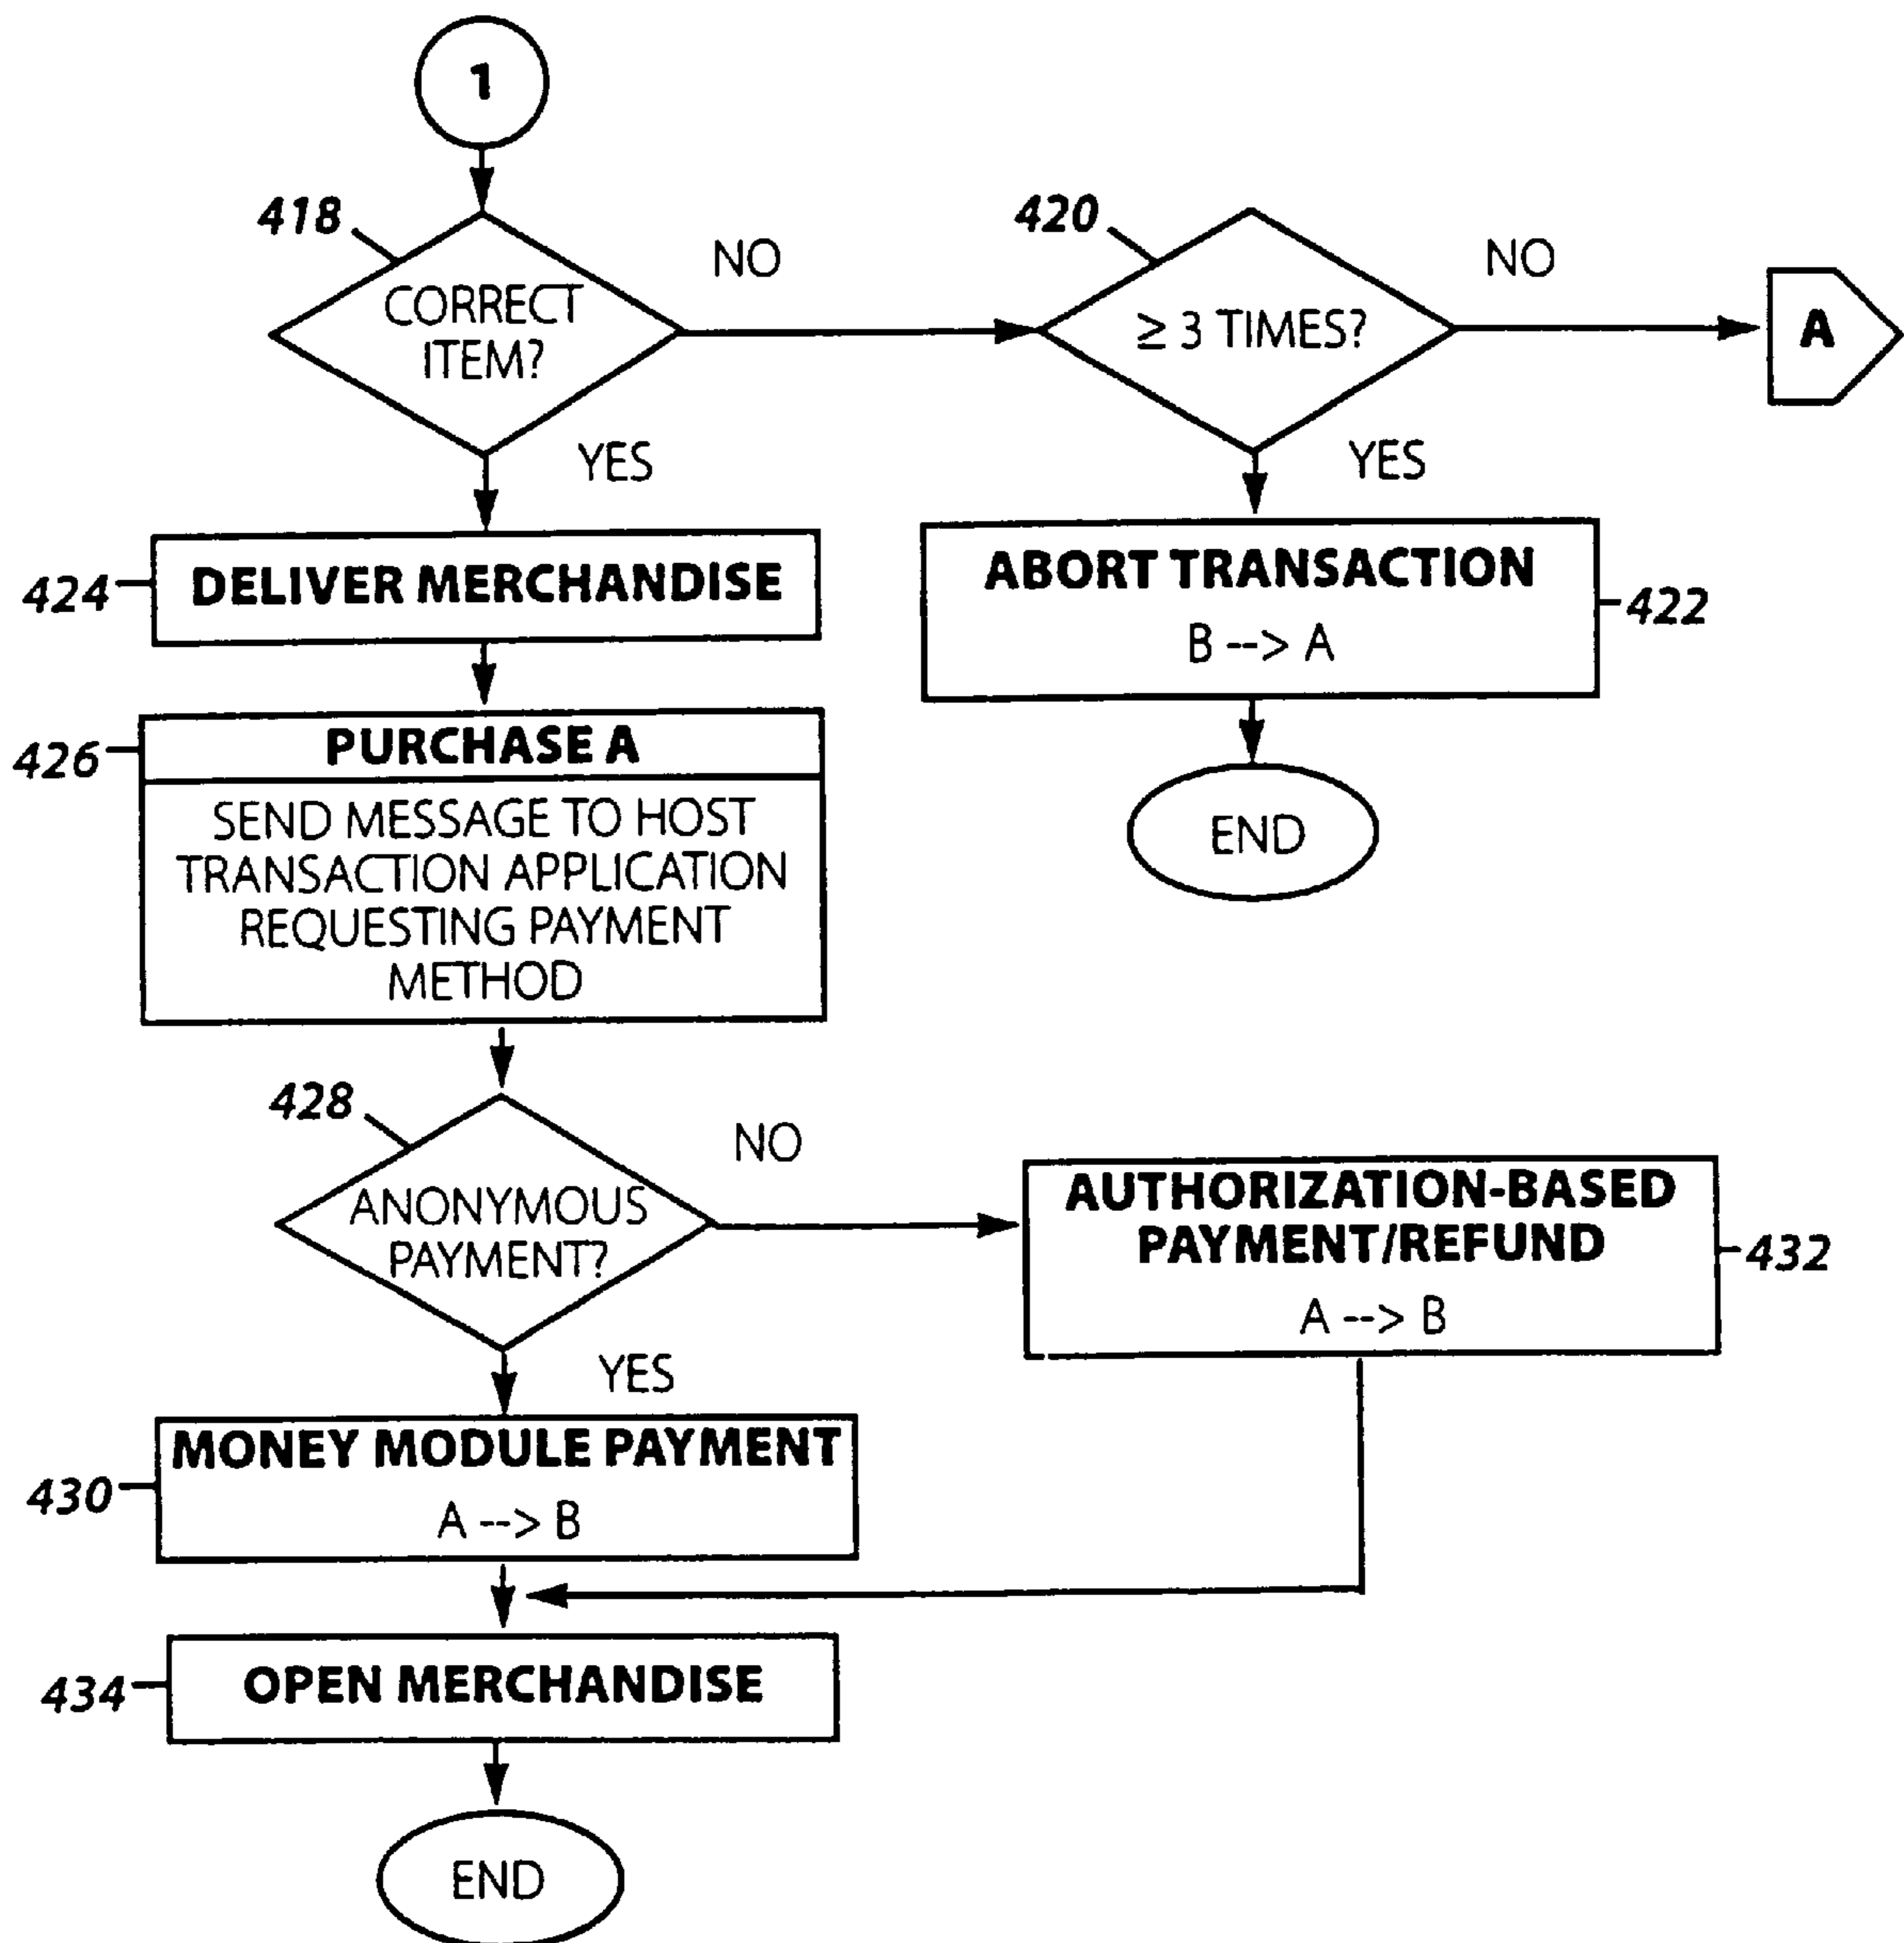 1
418
CORRECT
ITEM?
NO
420
≥ 3 TIMES?
NO
A
YES
YES
424
DELIVER MERCHANDISE
ABORT TRANSACTION
B --> A
422
END
426
PURCHASE A
SEND MESSAGE TO HOST
TRANSACTION APPLICATION
REQUESTING PAYMENT
METHOD
428
ANONYMOUS
PAYMENT?
NO
AUTHORIZATION-BASED
PAYMENT/REFUND
A --> B
432
YES
430
MONEY MODULE PAYMENT
A --> B
434
OPEN MERCHANDISE
END